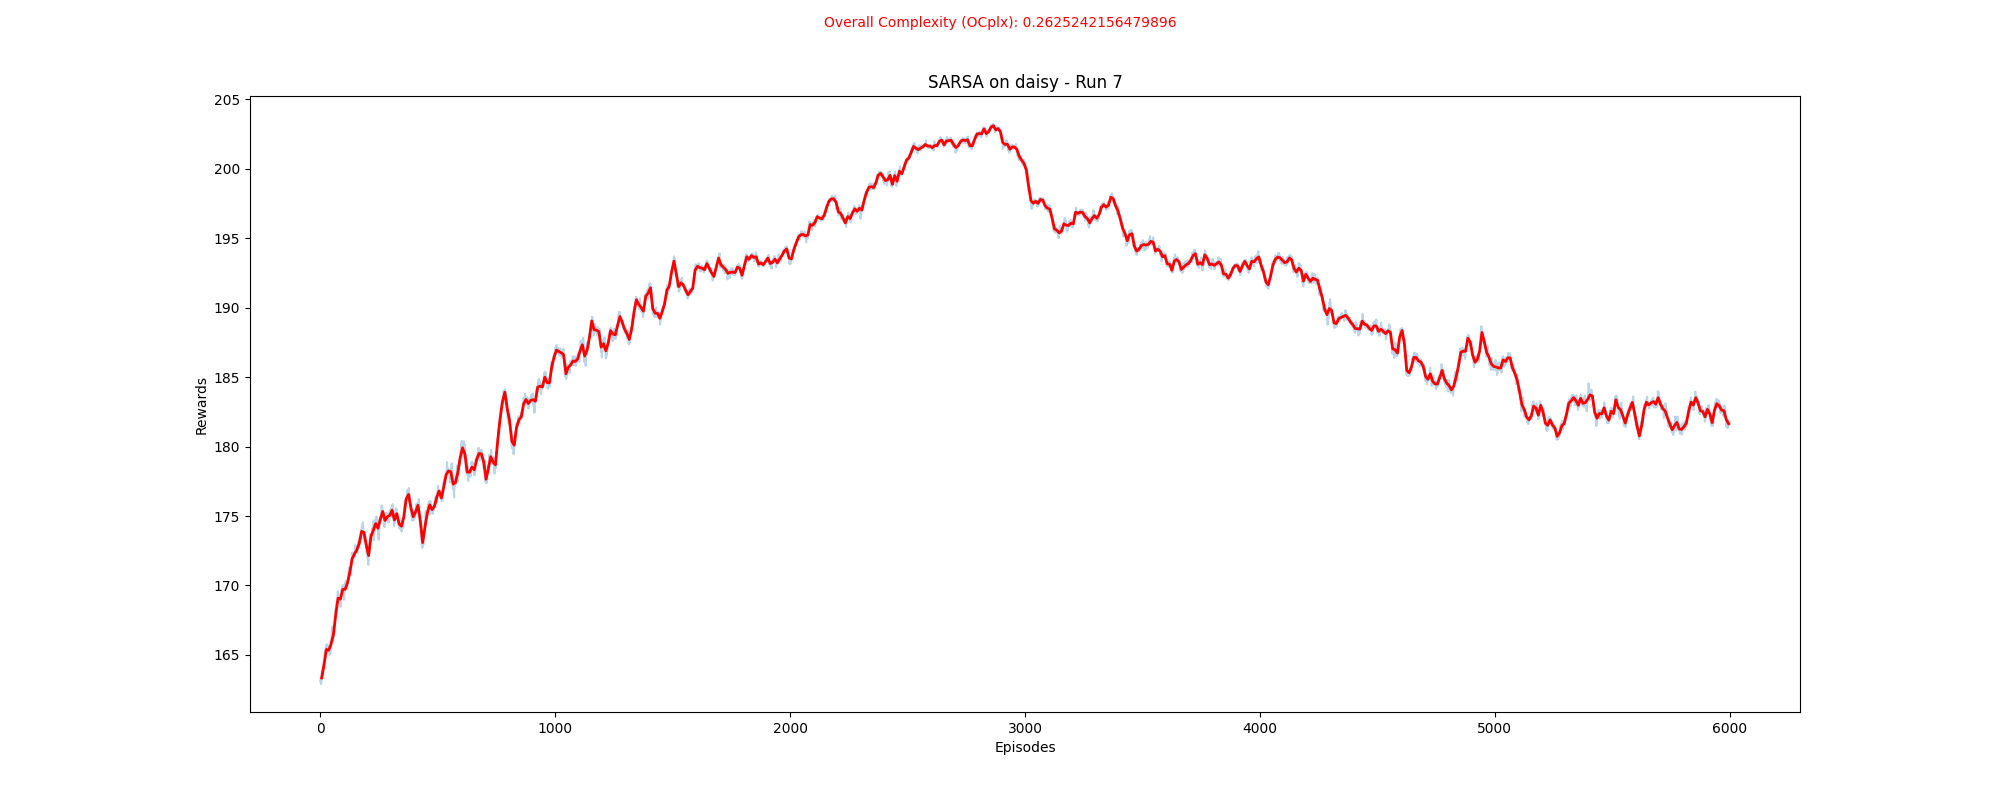 Overall Complexity (OCplx): 0.2625242156479896
SARSA on daisy - Run 7
205
200
195
190
185
180
175
170
165
Rewards
0 1000 2000 3000 4000 5000 6000
Episodes